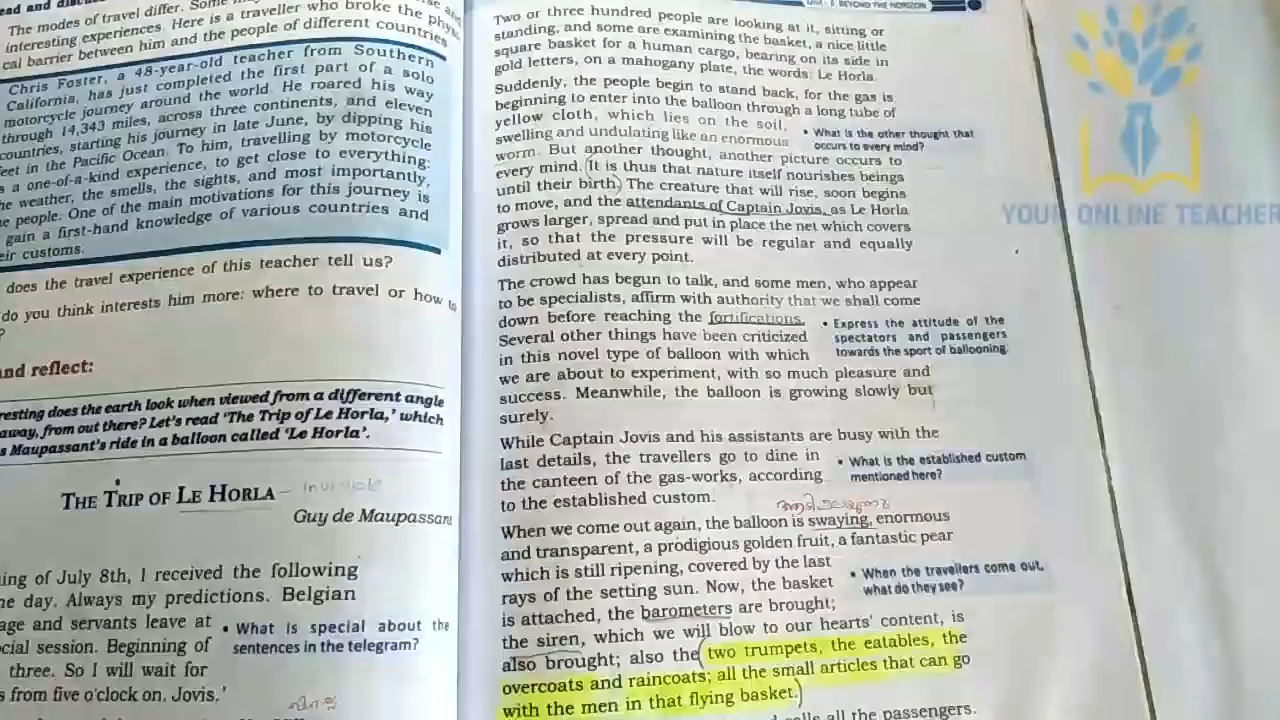 The modes of travel differ. Some
interesting experiences. Here is a traveller who broke the
cal barrier between him and the people of different countries
Chris Foster, a 48-year-old teacher from Southern
California, has just completed the first part of a solo
motorcycle journey around the world. He roared his way
through 14,343 miles, across three continents, and eleven
countries, starting his journey in late June, by dipping his
feet in the Pacific Ocean. To him, travelling by motorcycle
s a one-of-a-kind experience, to get close to everything:
he weather, the smells, the sights, and most importantly,
e people. One of the main motivations for this journey is
gain a first-hand knowledge of various countries and
eir customs.
does the travel experience of this teacher tell us?
do you think interests him more: where to travel or how to
?
and reflect:
resting does the earth look when viewed from a different angle
away, from out there? Let's read 'The Trip of Le Horla,' which
s Maupassant's ride in a balloon called 'Le Horla'.
THE TRIP OF LE HORLA – invisible
Guy de Maupassant
ing of July 8th, I received the following
he day. Always my predictions. Belgian
age and servants leave at
cial session. Beginning of
three. So I will wait for
s from five o'clock on. Jovis.'
• What is special about the
sentences in the telegram?
UNIT - 5 BEYOND THE HORIZON
Two or three hundred people are looking at it, sitting or
standing, and some are examining the basket, a nice little
square basket for a human cargo, bearing on its side in
gold letters, on a mahogany plate, the words: Le Horla.
Suddenly, the people begin to stand back, for the gas is
beginning to enter into the balloon through a long tube of
yellow cloth, which lies on the soil,
swelling and undulating like an enormous
worm. But another thought, another picture occurs to
every mind. It is thus that nature itself nourishes beings
until their birth. The creature that will rise, soon begins
to move, and the attendants of Captain Jovis, as Le Horla
grows larger, spread and put in place the net which covers
it, so that the pressure will be regular and equally
distributed at every point.
• What is the other thought that
occurs to every mind?
The crowd has begun to talk, and some men, who appear
to be specialists, affirm with authority that we shall come
down before reaching the fortifications.
Several other things have been criticized
in this novel type of balloon with which
we are about to experiment, with so much pleasure and
success. Meanwhile, the balloon is growing slowly but
surely.
• Express the attitude of the
spectators and passengers
towards the sport of ballooning.
While Captain Jovis and his assistants are busy with the
last details, the travellers go to dine in
the canteen of the gas-works, according
to the established custom.
• What is the established custom
mentioned here?
When we come out again, the balloon is swaying, enormous
and transparent, a prodigious golden fruit, a fantastic pear
which is still ripening, covered by the last
rays of the setting sun. Now, the basket
is attached, the barometers are brought;
the siren, which we will blow to our hearts' content, is
also brought; also the two trumpets, the eatables, the
overcoats and raincoats; all the small articles that can go
with the men in that flying basket.
• When the travellers come out,
what do they see?
calls all the passengers.
YOUR ONLINE TEACHER